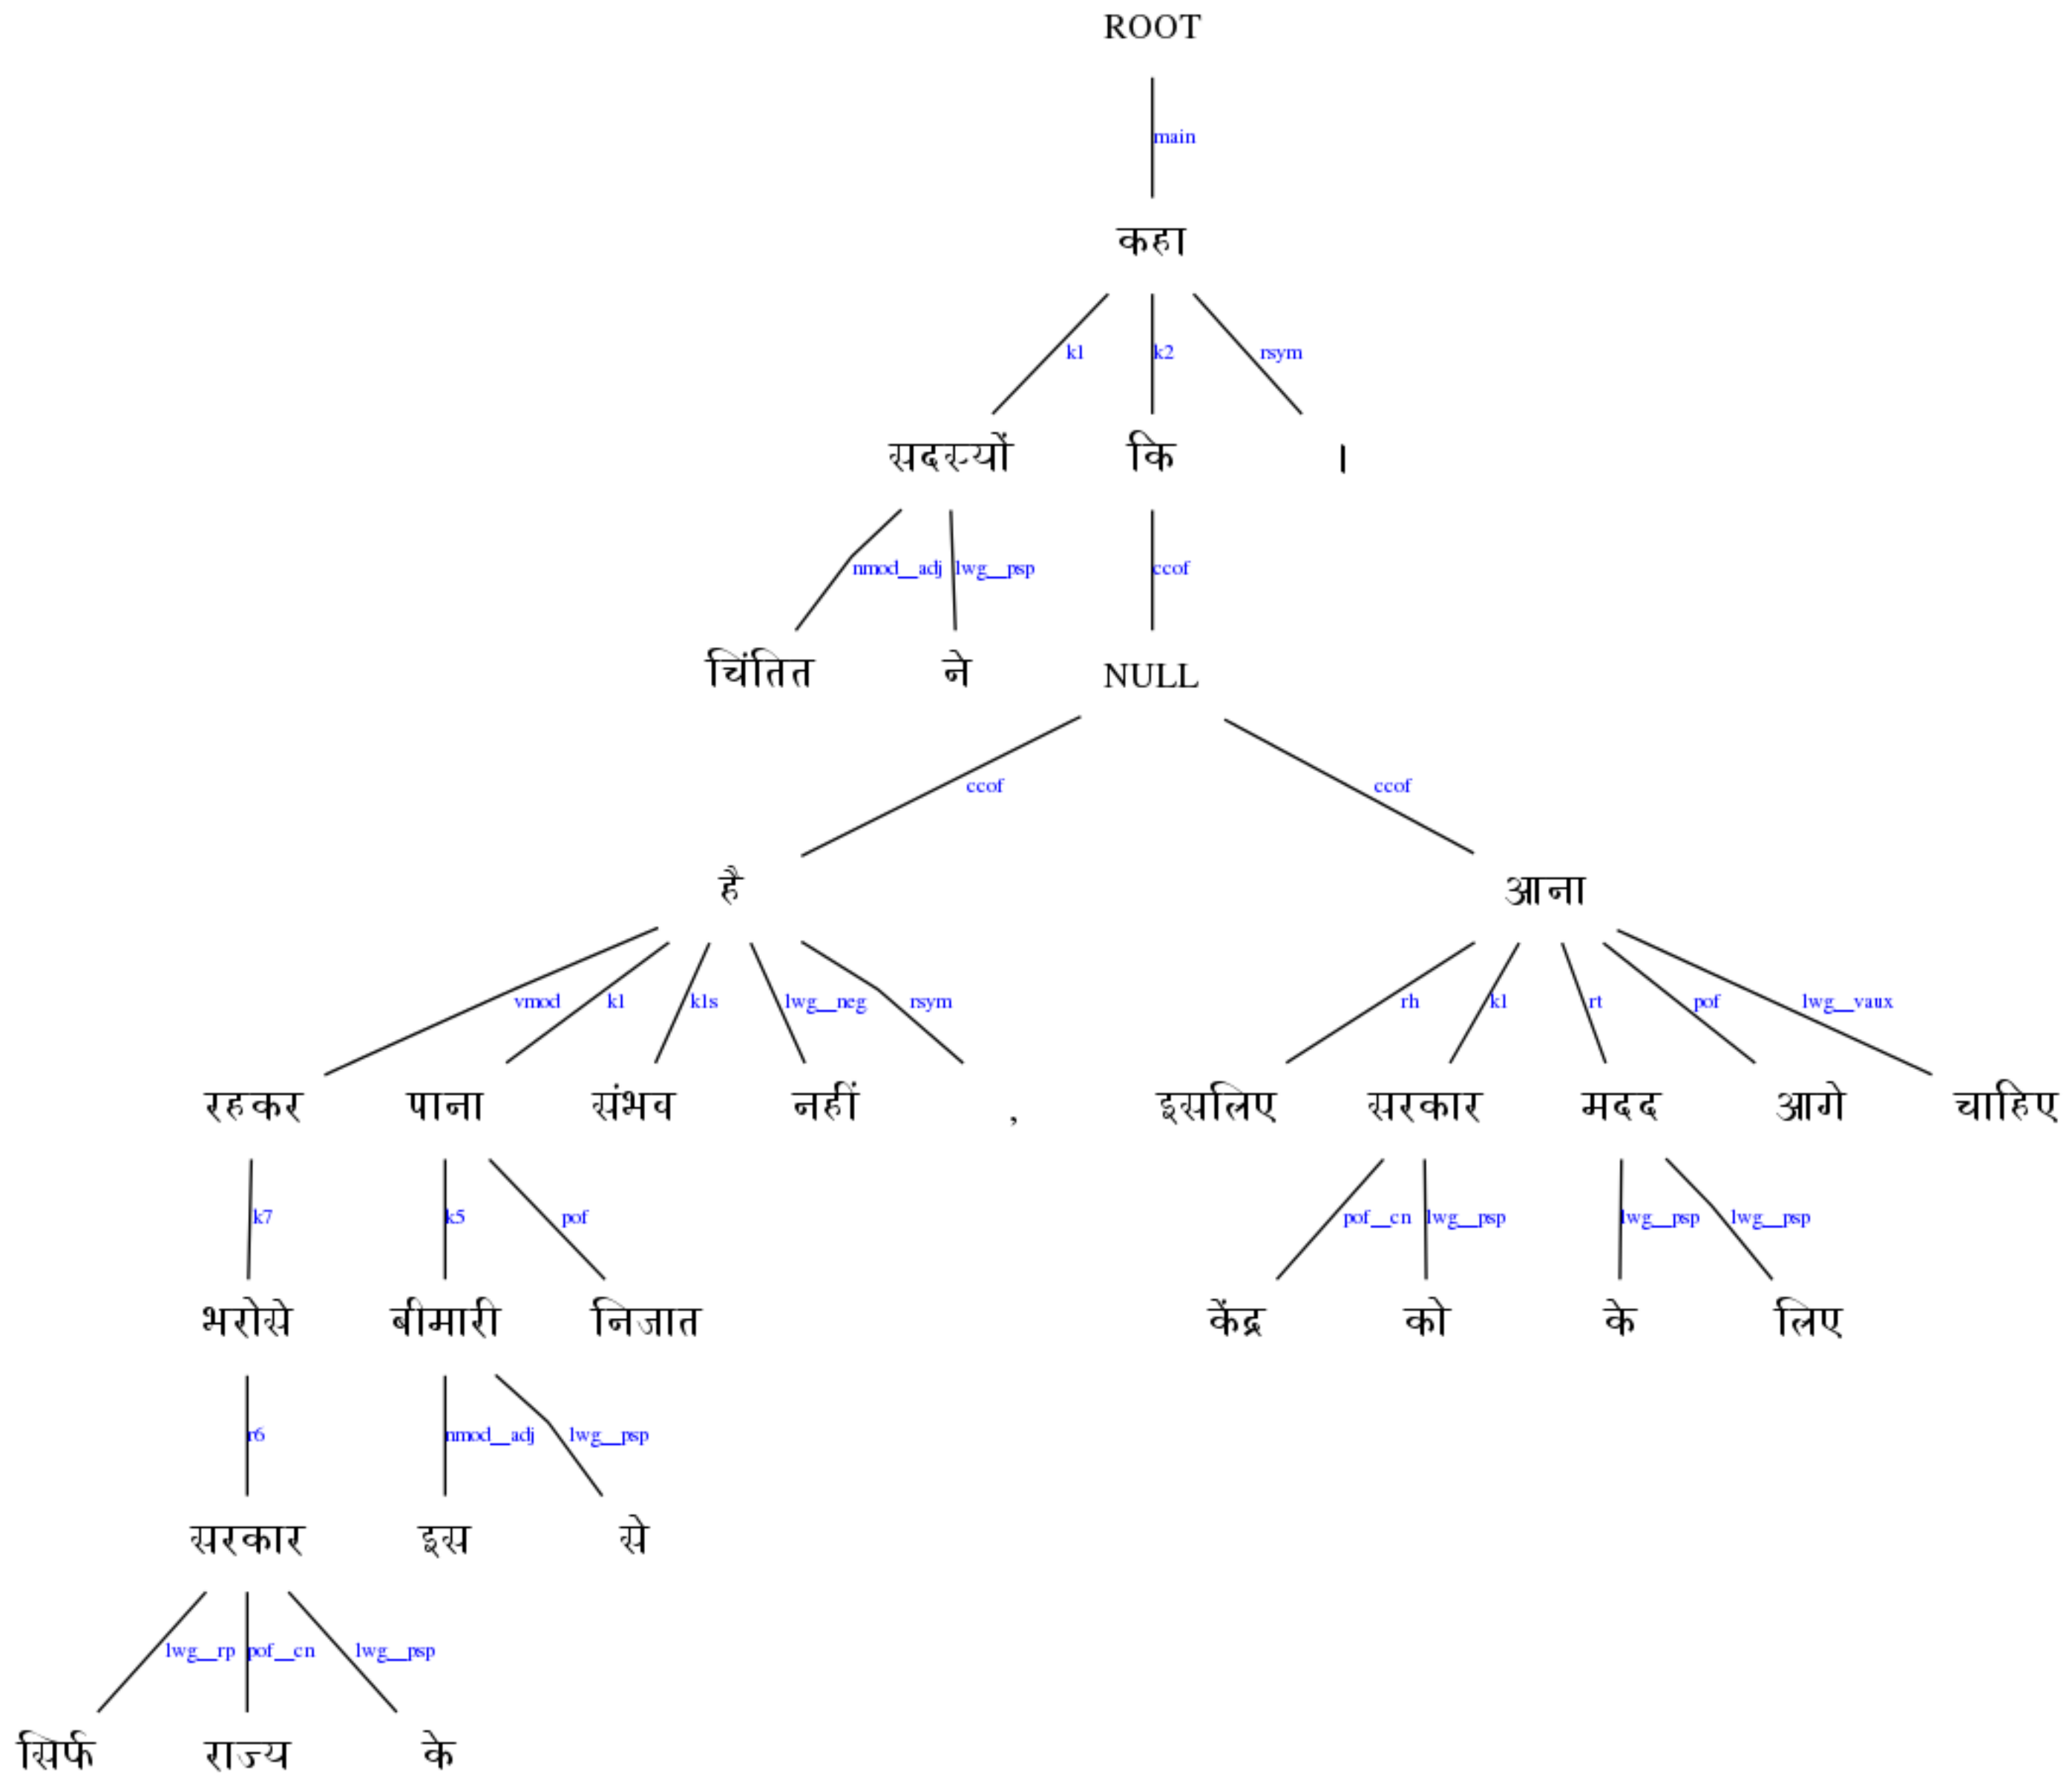 ROOT
main
कहा
k1 k2 rsym
सदस्यों कि ।
nmod__adj lwg__psp ccof
चिंतित ने NULL
ccof ccof
है आना
vmod k1 k1s lwg__neg rsym rh k1 rt pof lwg__vaux
रहकर पाना संभव नहीं , इसलिए सरकार मदद आगे चाहिए
k7 k5 pof pof__cn lwg__psp lwg__psp lwg__psp
भरोसे बीमारी निजात केंद्र को के लिए
r6 nmod__adj lwg__psp
सरकार इस से
lwg__rp pof__cn lwg__psp
सिर्फ राज्य के